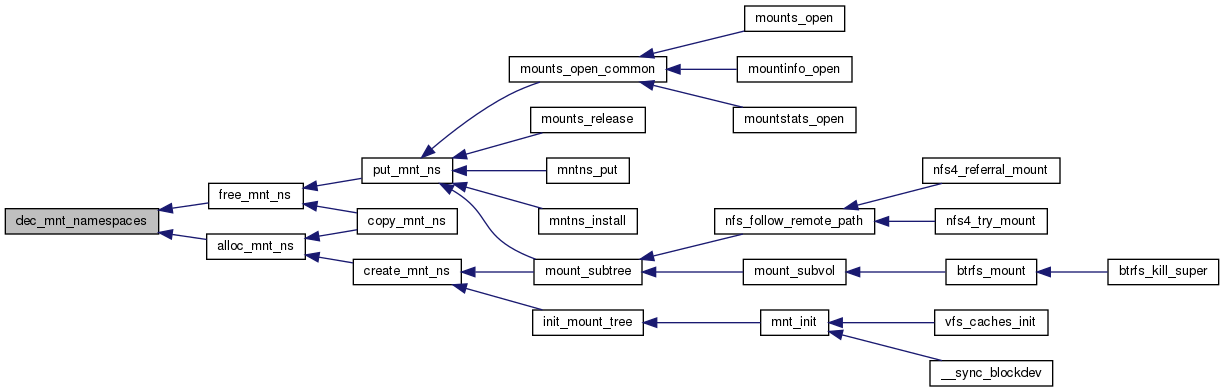 mounts_open
mounts_open_common
mountinfo_open
mountstats_open
mounts_release
put_mnt_ns
mntns_put
nfs4_referral_mount
free_mnt_ns
dec_mnt_namespaces
copy_mnt_ns
mntns_install
nfs_follow_remote_path
nfs4_try_mount
alloc_mnt_ns
create_mnt_ns
mount_subtree
mount_subvol
btrfs_mount
btrfs_kill_super
init_mount_tree
mnt_init
vfs_caches_init
__sync_blockdev